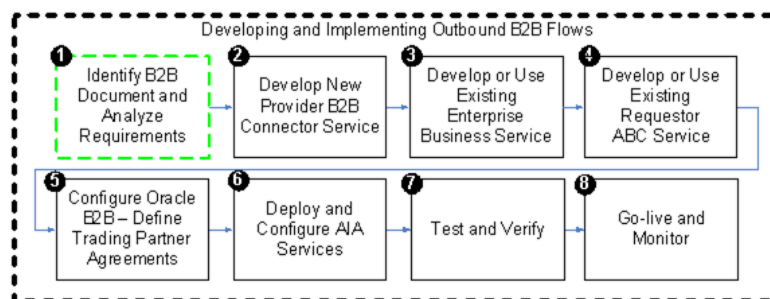 Developing and Implementing Outbound B2B Flows
1
Identify B2B
Document and
Analyze
Requirements
2
Develop New
Provider B2B
Connector Service
3
Develop or Use
Existing
Enterprise
Business Service
4
Develop or Use
Existing
Requestor
ABC Service
5
Configure Oracle
B2B – Define
Trading Partner
Agreements
6
Deploy and
Configure AIA
Services
7
Test and Verify
8
Go-live and
Monitor